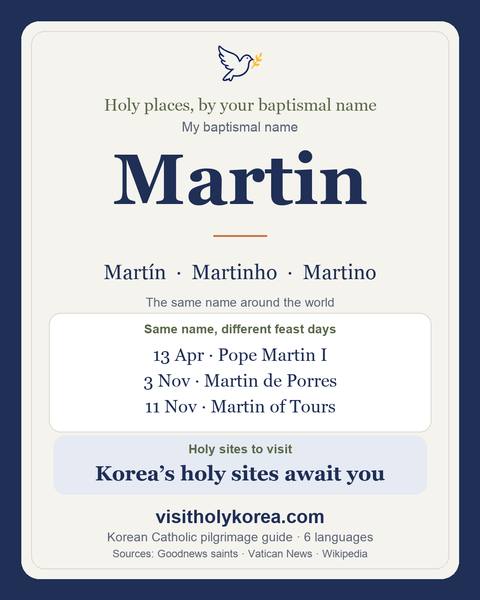 Holy places, by your baptismal name
My baptismal name
Martin
Martín · Martinho · Martino
The same name around the world
Same name, different feast days
13 Apr · Pope Martin I
3 Nov · Martin de Porres
11 Nov · Martin of Tours
Holy sites to visit
Korea’s holy sites await you
visitholykorea.com
Korean Catholic pilgrimage guide · 6 languages
Sources: Goodnews saints · Vatican News · Wikipedia